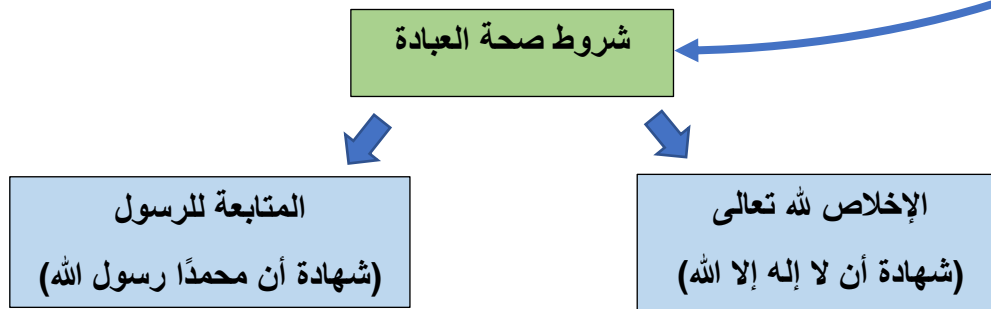 شروط صحة العبادة
الإخلاص لله تعالى
(شهادة أن لا إله إلا الله)
المتابعة للرسول
(شهادة أن محمدًا رسول الله)